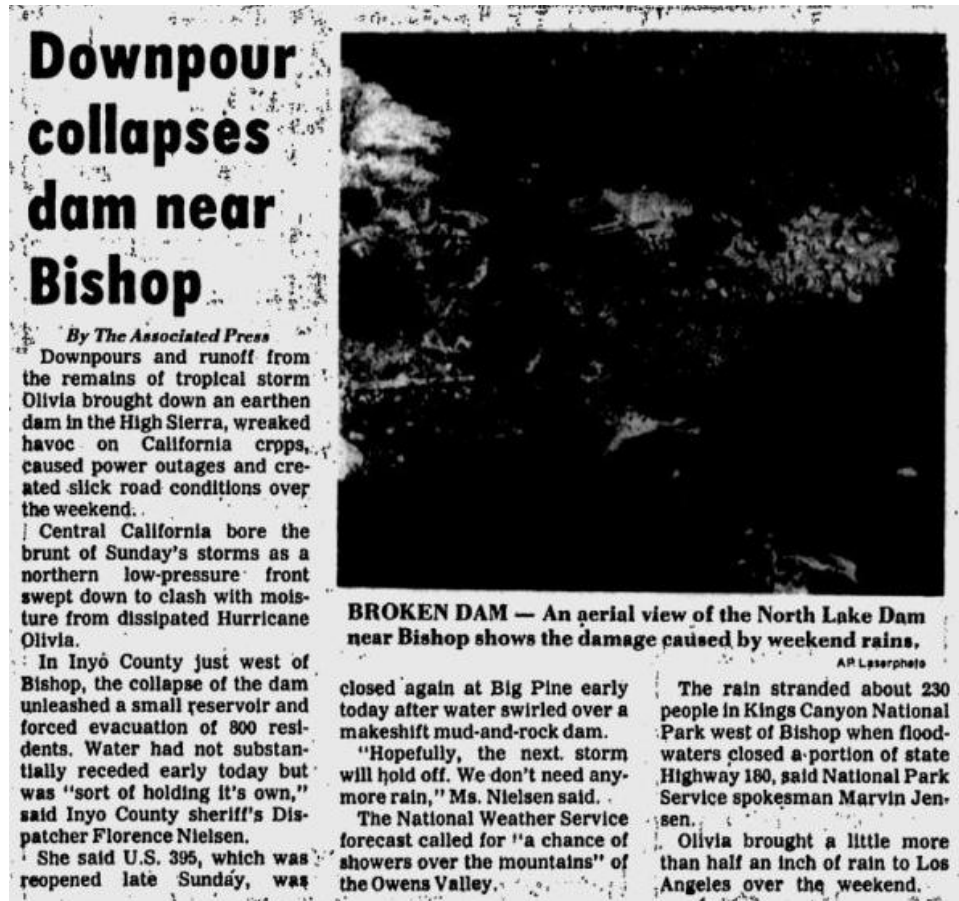 Downpour
collapses
dam near
Bishop
By The Associated Press
Downpours and runoff from
the remains of tropical storm
Olivia brought down an earthen
dam in the High Sierra, wreaked
havoc on California crops,
caused power outages and cre-
ated slick road conditions over
the weekend.
Central California bore the
brunt of Sunday's storms as a
northern low-pressure front
swept down to clash with mois-
ture from dissipated Hurricane
Olivia.
In Inyo County just west of
Bishop, the collapse of the dam
unleashed a small reservoir and
forced evacuation of 800 resi-
dents. Water had not substan-
tially receded early today but
was "sort of holding it's own,"
said Inyo County sheriff's Dis-
patcher Florence Nielsen.
She said U.S. 395, which was
reopened late Sunday, was
BROKEN DAM — An aerial view of the North Lake Dam
near Bishop shows the damage caused by weekend rains.
AP Laserphoto
closed again at Big Pine early
today after water swirled over a
makeshift mud-and-rock dam.
"Hopefully, the next storm
will hold off. We don't need any-
more rain," Ms. Nielsen said.
The National Weather Service
forecast called for "a chance of
showers over the mountains" of
the Owens Valley.
The rain stranded about 230
people in Kings Canyon National
Park west of Bishop when flood-
waters closed a portion of state
Highway 180, said National Park
Service spokesman Marvin Jen-
sen.
Olivia brought a little more
than half an inch of rain to Los
Angeles over the weekend.